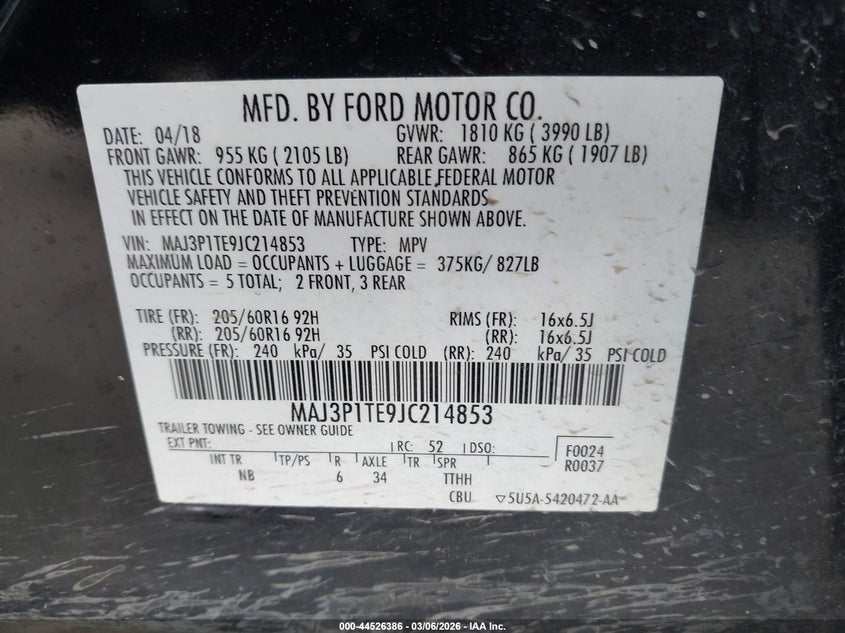 MFD. BY FORD MOTOR CO.
DATE: 04/18 GVWR: 1810 KG ( 3990 LB)
FRONT GAWR: 955 KG ( 2105 LB) REAR GAWR: 865 KG ( 1907 LB)
THIS VEHICLE CONFORMS TO ALL APPLICABLE FEDERAL MOTOR
VEHICLE SAFETY AND THEFT PREVENTION STANDARDS
IN EFFECT ON THE DATE OF MANUFACTURE SHOWN ABOVE.
VIN: MAJ3P1TE9JC214853 TYPE: MPV
MAXIMUM LOAD = OCCUPANTS + LUGGAGE = 375KG/ 827LB
OCCUPANTS = 5 TOTAL; 2 FRONT, 3 REAR
TIRE (FR): 205/60R16 92H RIMS (FR): 16x6.5J
(RR): 205/60R16 92H (RR): 16x6.5J
PRESSURE (FR): 240 kPa/ 35 PSI COLD (RR): 240 kPa/ 35 PSI COLD
MAJ3P1TE9JC214853
TRAILER TOWING - SEE OWNER GUIDE
EXT PNT: RC: 52 DSO: F0024
R0037
INT TR TP/PS R AXLE TR SPR
NB 6 34 TTHH
CBU ▽5U5A-5420472-AA
000-44526386 - 03/06/2026 - IAA Inc.